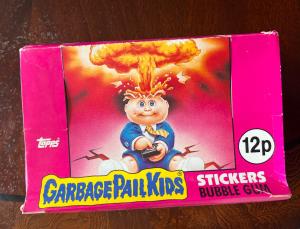 Topps
12p
GARBAGE PAIL KIDS
STICKERS
BUBBLE GUM